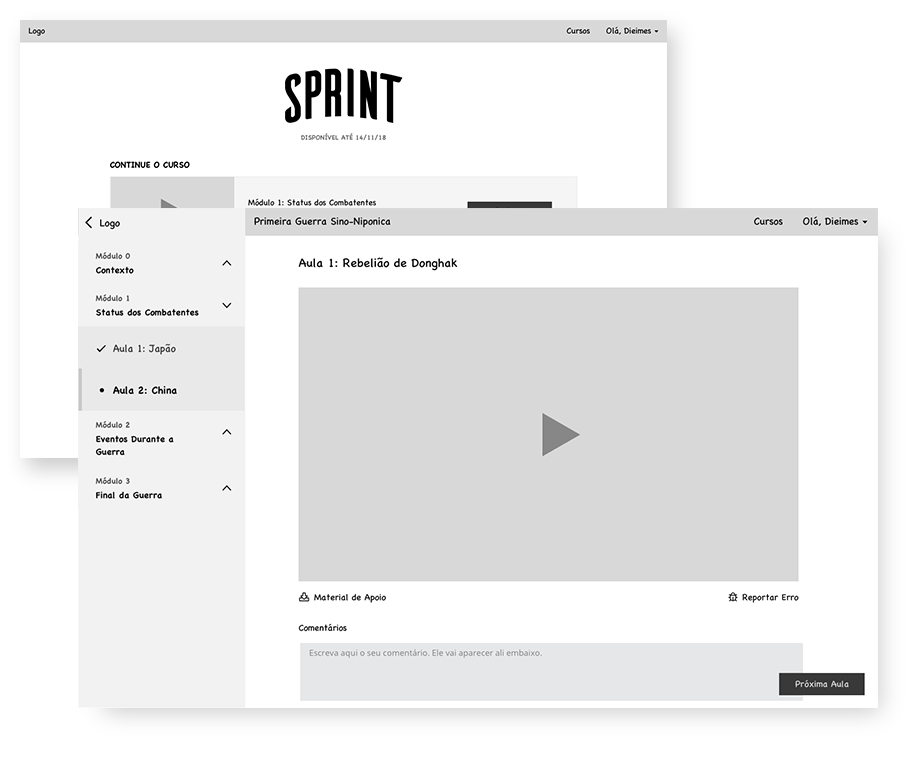 Logo
Cursos
Olá, Dieimes
SPRINT
DISPONÍVEL ATÉ 14/11/18
CONTINUE O CURSO
Módulo 1: Status dos Combatentes
Logo
Módulo 0
Contexto
Módulo 1
Status dos Combatentes
Aula 1: Japão
Aula 2: China
Módulo 2
Eventos Durante a
Guerra
Módulo 3
Final da Guerra
Primeira Guerra Sino-Niponica
Cursos
Olá, Dieimes
Aula 1: Rebelião de Donghak
Material de Apoio
Reportar Erro
Comentários
Escreva aqui o seu comentário. Ele vai aparecer ali embaixo.
Próxima Aula